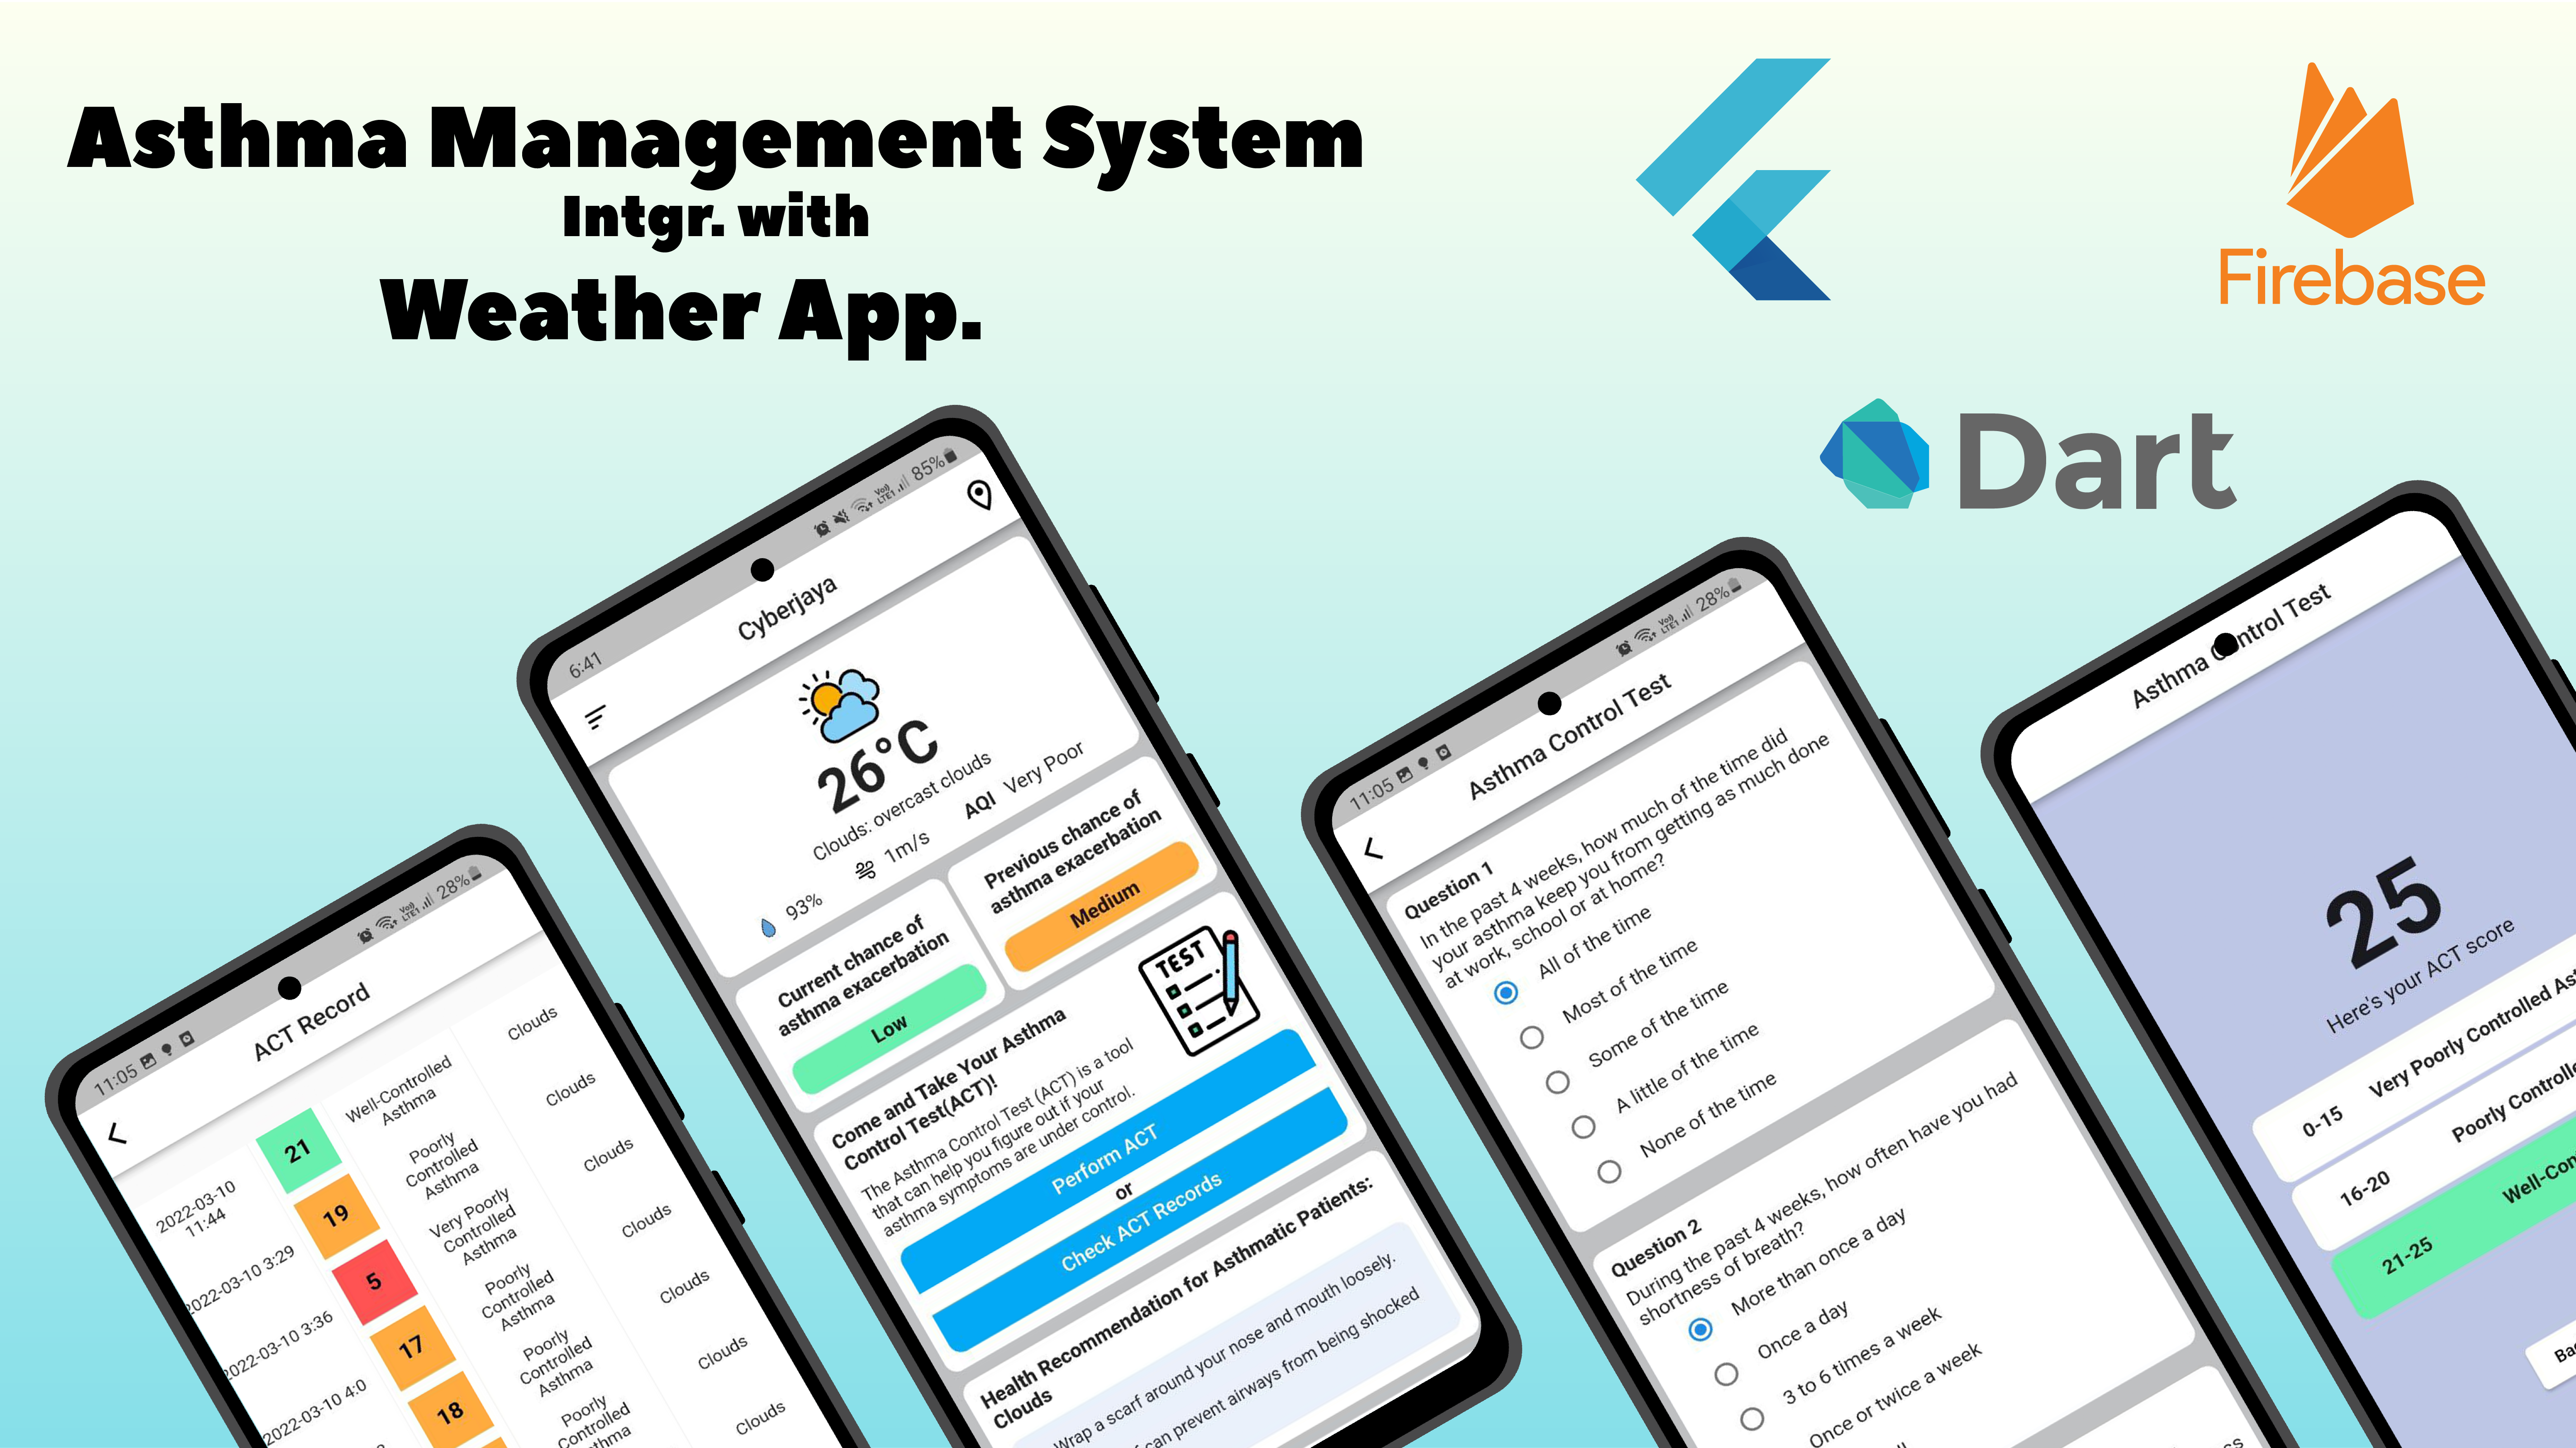 Asthma Management System
Intgr. with
Weather App.
Firebase
Dart
11:05
28%
ACT Record
2022-03-10
11:44
21
Well-Controlled
Asthma
Clouds
2022-03-10 3:29
19
Poorly
Controlled
Asthma
Clouds
2022-03-10 3:36
5
Very Poorly
Controlled
Asthma
Clouds
2022-03-10 4:0
17
Poorly
Controlled
Asthma
Clouds
18
Poorly
Controlled
Asthma
Clouds
Poorly
Controlled
Clouds
Clouds
6:41
Vo))
LTE1
85%
Cyberjaya
26°C
Clouds: overcast clouds
93%
1m/s
AQI Very Poor
Current chance of
asthma exacerbation
Low
Previous chance of
asthma exacerbation
Medium
Come and Take Your Asthma
Control Test(ACT)!
The Asthma Control Test (ACT) is a tool
that can help you figure out if your
asthma symptoms are under control.
TEST
Perform ACT
or
Check ACT Records
Health Recommendation for Asthmatic Patients:
Clouds
Wrap a scarf around your nose and mouth loosely.
can prevent airways from being shocked
11:05
Vo))
LTE1
28%
Asthma Control Test
Question 1
In the past 4 weeks, how much of the time did
your asthma keep you from getting as much done
at work, school or at home?
All of the time
Most of the time
Some of the time
A little of the time
None of the time
Question 2
During the past 4 weeks, how often have you had
shortness of breath?
More than once a day
Once a day
3 to 6 times a week
Once or twice a week
Asthma Control Test
25
Here's your ACT score
0-15 Very Poorly Controlled
16-20 Poorly
21-25